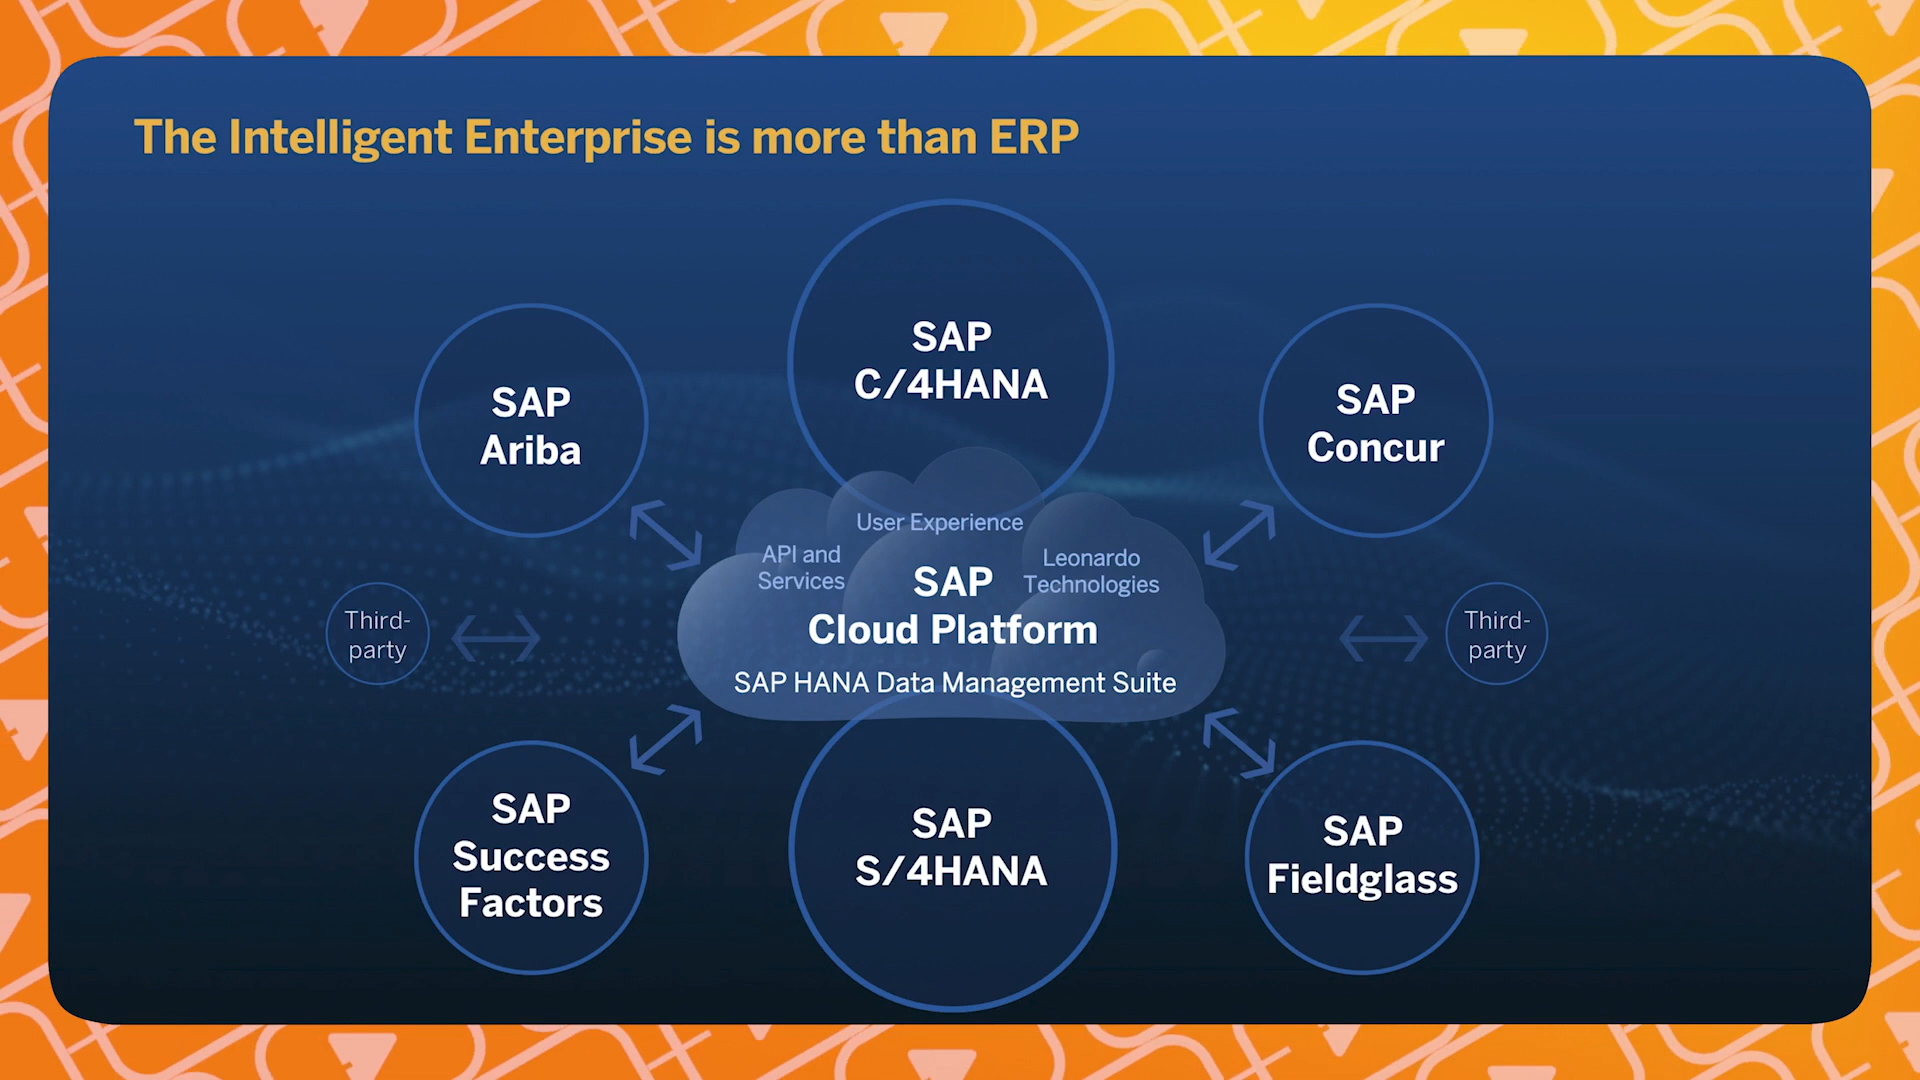 The Intelligent Enterprise is more than ERP
SAP
C/4HANA
SAP
Ariba
SAP
Concur
User Experience
API and
Services
Leonardo
Technologies
SAP
Cloud Platform
SAP HANA Data Management Suite
Third-
party
Third-
party
SAP
Success
Factors
SAP
S/4HANA
SAP
Fieldglass